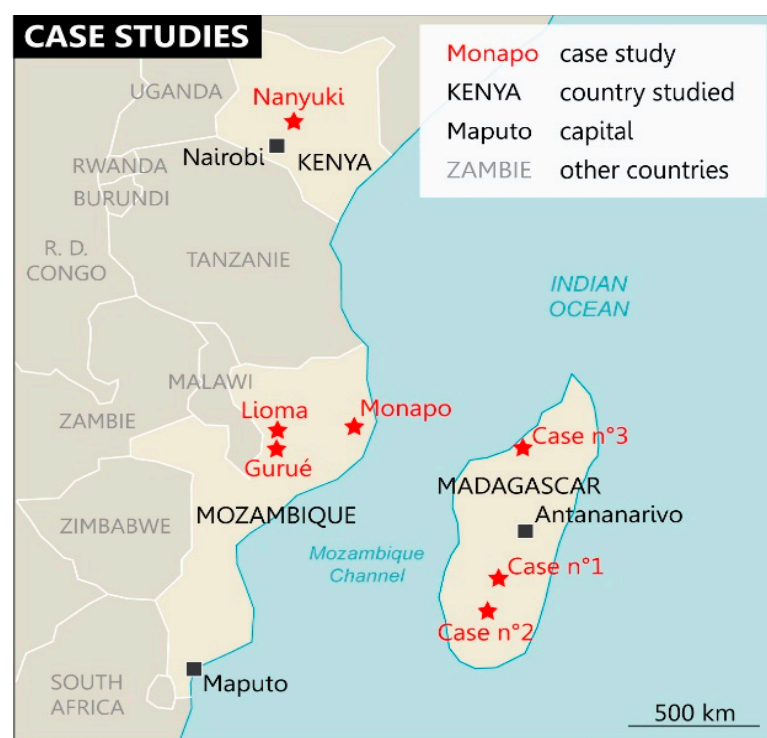 CASE STUDIES
Monapo case study
KENYA country studied
Maputo capital
ZAMBIE other countries
UGANDA
Nanyuki
Nairobi
KENYA
RWANDA
BURUNDI
R. D.
CONGO
TANZANIE
INDIAN
OCEAN
MALAWI
Lioma
Monapo
ZAMBIE
Gurué
Case n°3
MADAGASCAR
Antananarivo
MOZAMBIQUE
ZIMBABWE
Mozambique
Channel
Case n°1
Case n°2
SOUTH
AFRICA
Maputo
500 km